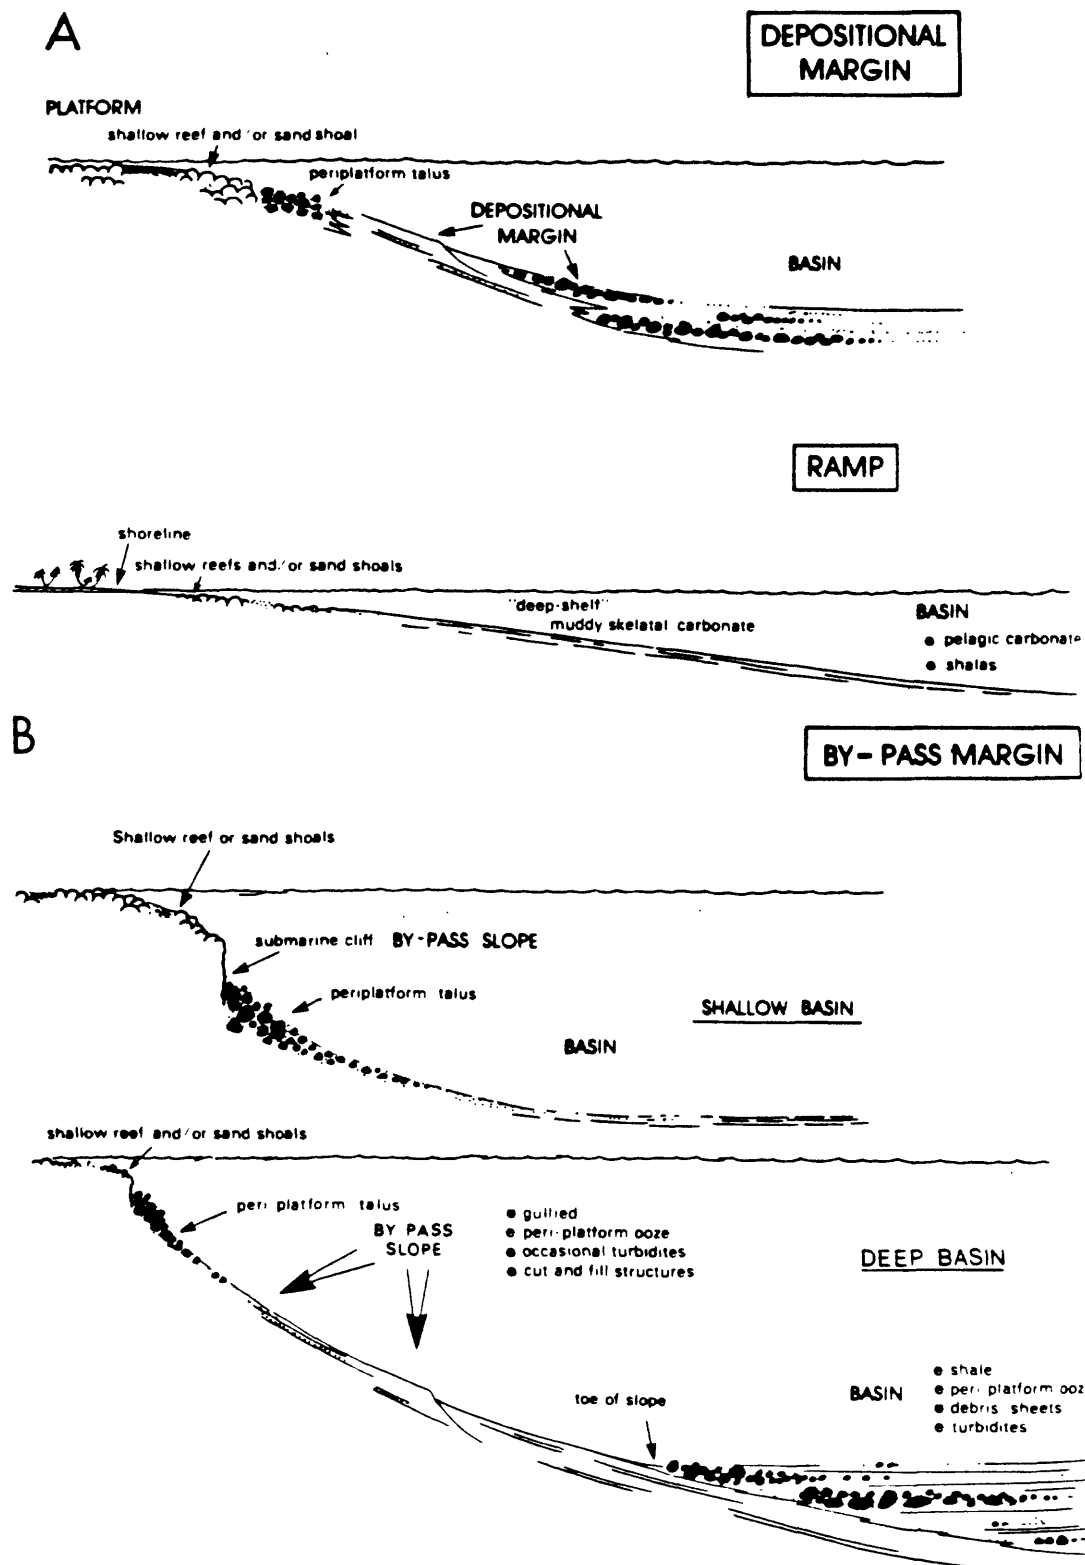 A
DEPOSITIONAL
MARGIN
PLATFORM
shallow reef and/or sand shoal
periplatform talus
DEPOSITIONAL
MARGIN
BASIN
RAMP
shoreline
shallow reefs and/or sand shoals
"deep-shelf"
muddy skelatal carbonate
BASIN
pelagic carbonate
shalas
B
BY-PASS MARGIN
Shallow reef or sand shoals
submarine cliff BY-PASS SLOPE
periplatform talus
SHALLOW BASIN
BASIN
shallow reef and/or sand shoals
peri platform talus
BY PASS
SLOPE
gullied
peri-platform ooze
occasional turbidites
cut and fill structures
DEEP BASIN
toe of slope
BASIN
shale
peri platform ooz
debris sheets
turbidites